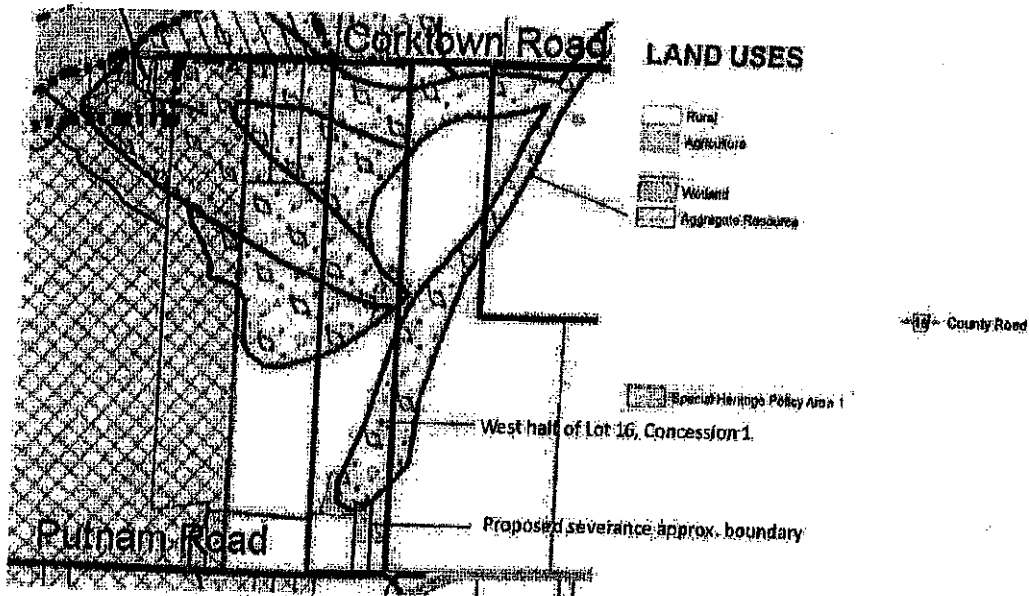 Corktown Road
LAND USES
Rural
Agriculture
Wetland
Aggregate Resource
County Road
Special Heritage Policy Area 1
West half of Lot 16, Concession 1.
Proposed severance approx. boundary
Putnam Road